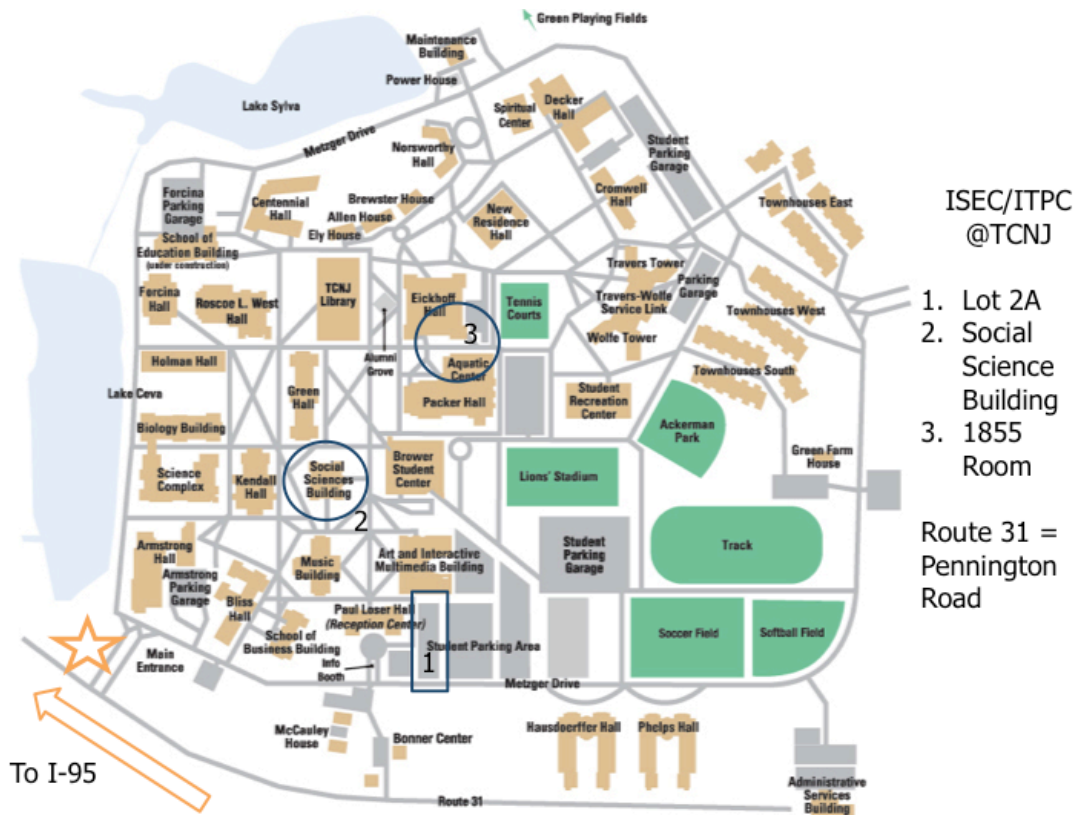 Green Playing Fields
Maintenance
Building
Power House
Lake Sylva
Spiritual
Center
Decker
Hall
Metzger Drive
Norsworthy
Hall
Student
Parking
Garage
Forcina
Parking
Garage
Centennial
Hall
Brewster House
Allen House
Ely House
New
Residence
Hall
Cromwell
Hall
Townhouses East
School of
Education Building
(under construction)
Travers Tower
Parking
Garage
Forcina
Hall
Roscoe L. West
Hall
TCNJ
Library
Eickhoff
Hall
3
Tennis
Courts
Travers-Wolfe
Service Link
Wolfe Tower
Townhouses West
Alumni
Grove
Holman Hall
Aquatic
Center
Townhouses South
Lake Ceva
Green
Hall
Packer Hall
Student
Recreation
Center
Ackerman
Park
Biology Building
Science
Complex
Kendall
Hall
Social
Sciences
Building
2
Brower
Student
Center
Lions' Stadium
Green Farm
House
Armstrong
Hall
Armstrong
Parking
Garage
Bliss
Hall
Music
Building
Art and Interactive
Multimedia Building
Student
Parking
Garage
Track
Paul Loser Hall
(Reception Center)
School of
Business Building
Info
Booth
1
Student Parking Area
Soccer Field
Softball Field
Main
Entrance
Metzger Drive
McCauley
House
Bonner Center
Hausdoerffer Hall
Phelps Hall
To I-95
Route 31
Administrative
Services
Building
ISEC/ITPC
@TCNJ
1. Lot 2A
2. Social
Science
Building
3. 1855
Room
Route 31 =
Pennington
Road